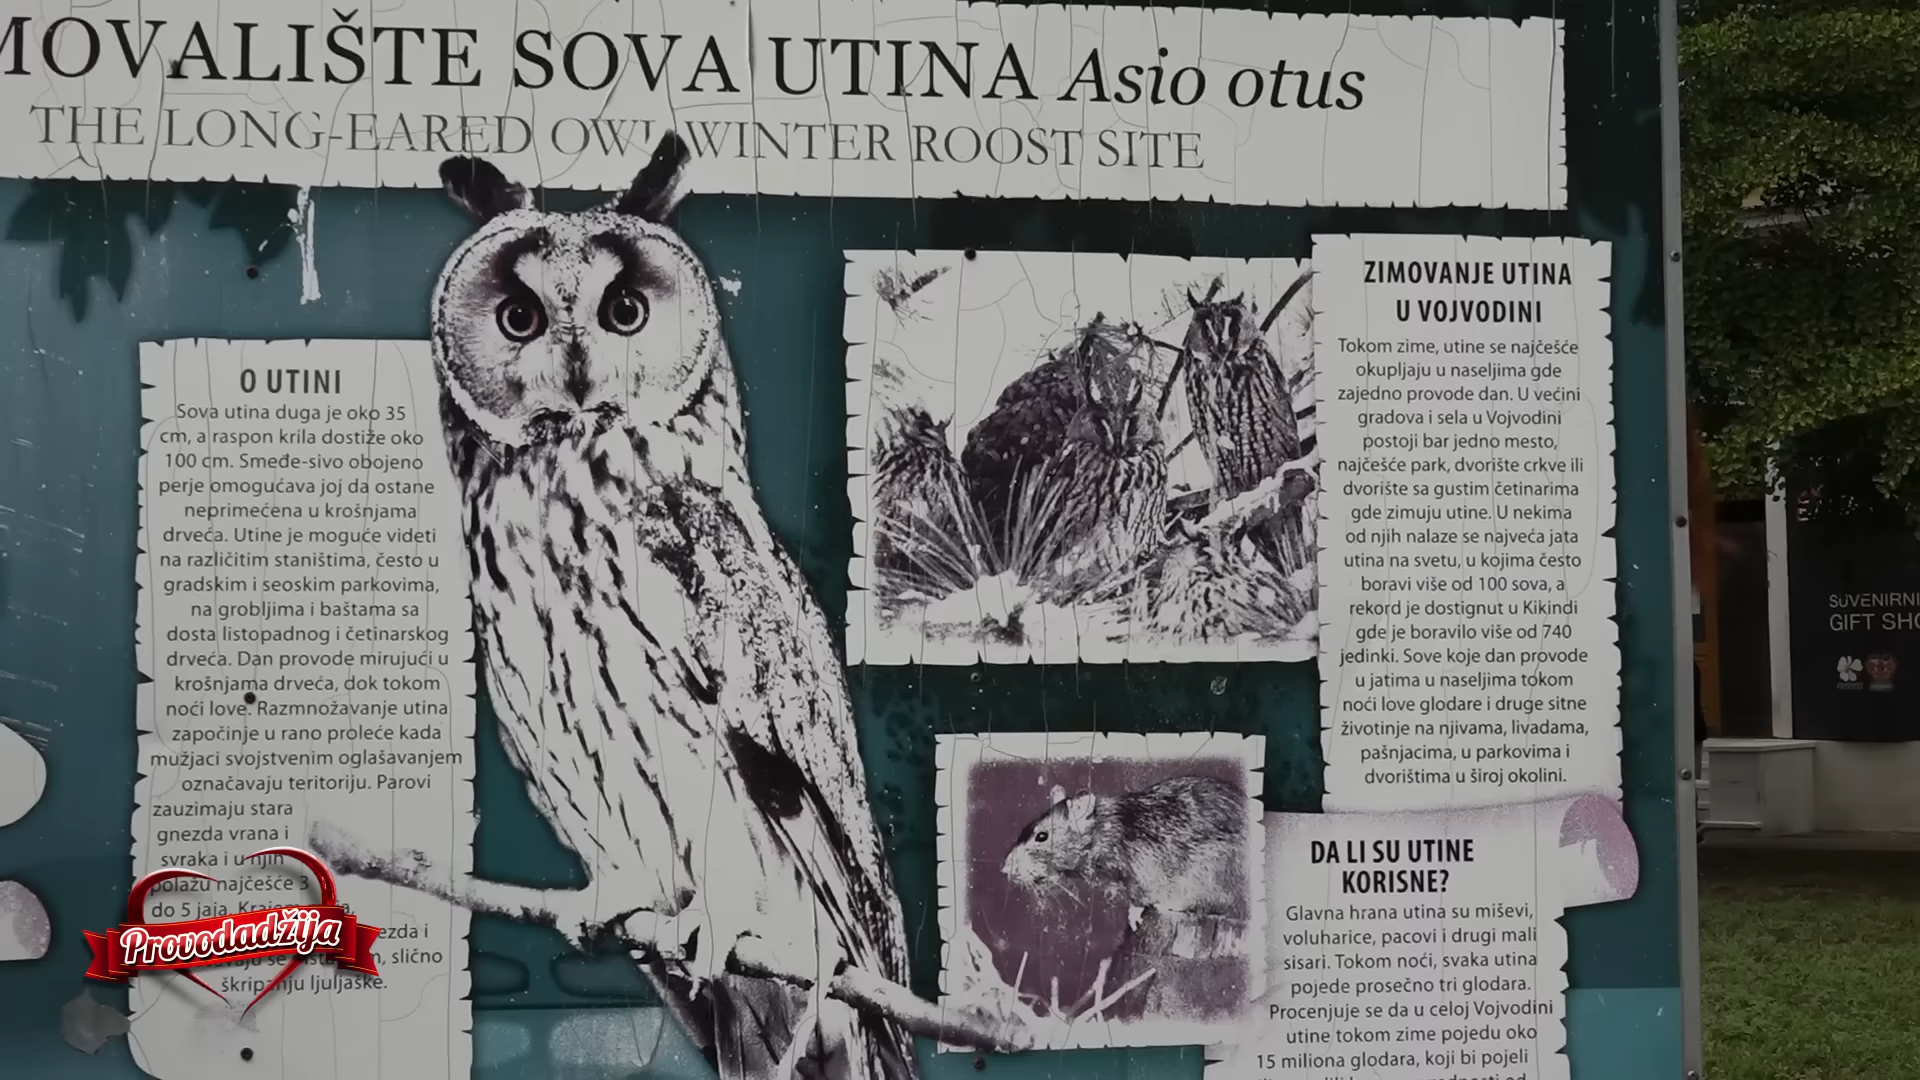 MOVALIŠTE SOVA UTINA Asio otus
THE LONG-EARED OWL WINTER ROOST SITE
O UTINI
Sova utina duga je oko 35
cm, a raspon krila dostiže oko
100 cm. Smeđe-sivo obojeno
perje omogućava joj da ostane
neprimećena u krošnjama
drveća. Utine je moguće videti
na različitim staništima, često u
gradskim i seoskim parkovima,
na grobljima i baštama sa
dosta listopadnog i četinarskog
drveća. Dan provode mirujući u
krošnjama drveća, dok tokom
noći love. Razmnožavanje utina
započinje u rano proleće kada
mužjaci svojstvenim oglašavanjem
označavaju teritoriju. Parovi
zauzimaju stara
gnezda vrana i
svraka i u njih
polažu najčešće 3
do 5 jaja.
slično
škripanju ljuljaške.
Provodadžija
ZIMOVANJE UTINA
U VOJVODINI
Tokom zime, utine se najčešće
okupljaju u naseljima gde
zajedno provode dan. U većini
gradova i sela u Vojvodini
postoji bar jedno mesto,
najčešće park, dvorište crkve ili
dvorište sa gustim četinarima
gde zimuju utine. U nekima
od njih nalaze se najveća jata
utina na svetu, u kojima često
boravi više od 100 sova, a
rekord je dostignut u Kikindi
gde je boravilo više od 740
jedinki. Sove koje dan provode
u jatima u naseljima tokom
noći love glodare i druge sitne
životinje na njivama, livadama,
pašnjacima, u parkovima i
dvorištima u široj okolini.
DA LI SU UTINE
KORISNE?
Glavna hrana utina su miševi,
voluharice, pacovi i drugi mali
sisari. Tokom noći, svaka utina
pojede prosečno tri glodara.
Procenjuje se da u celoj Vojvodini
utine tokom zime pojedu oko
15 miliona glodara, koji bi pojeli
SUVENIRNI
GIFT SHO